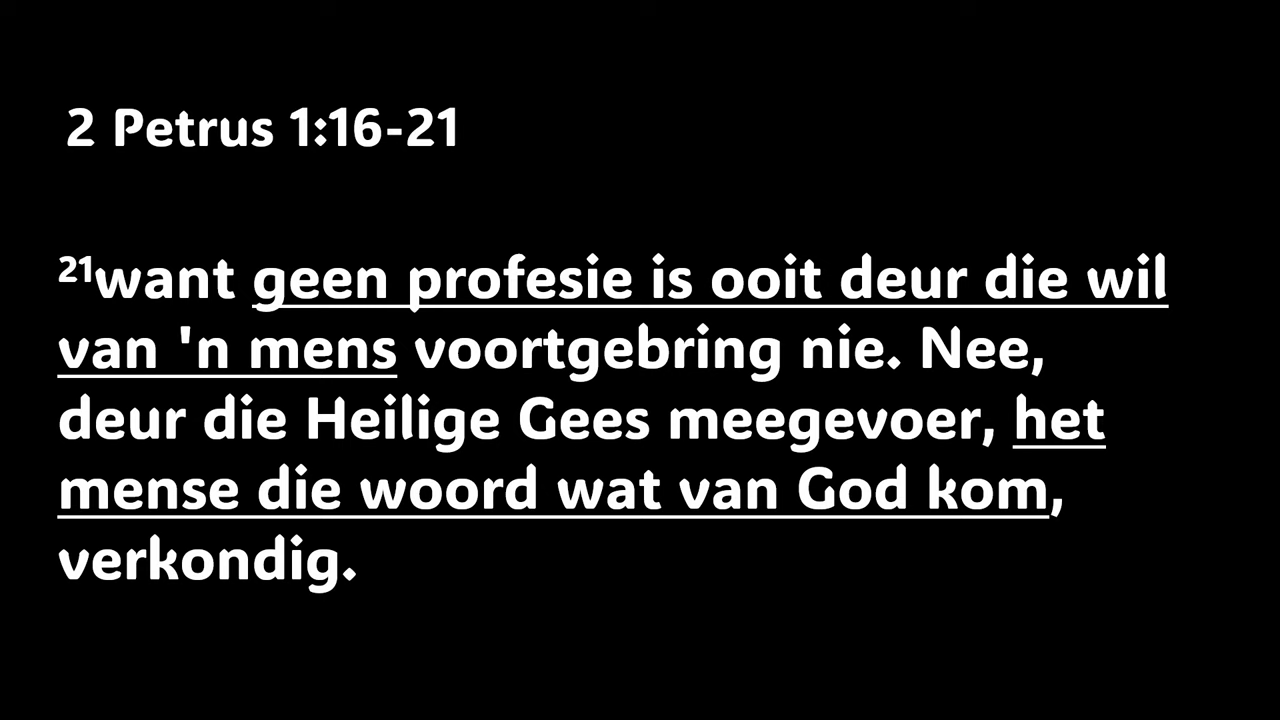 2 Petrus 1:16-21
²¹want geen profesie is ooit deur die wil
van 'n mens voortgebring nie. Nee,
deur die Heilige Gees meegevoer, het
mense die woord wat van God kom,
verkondig.